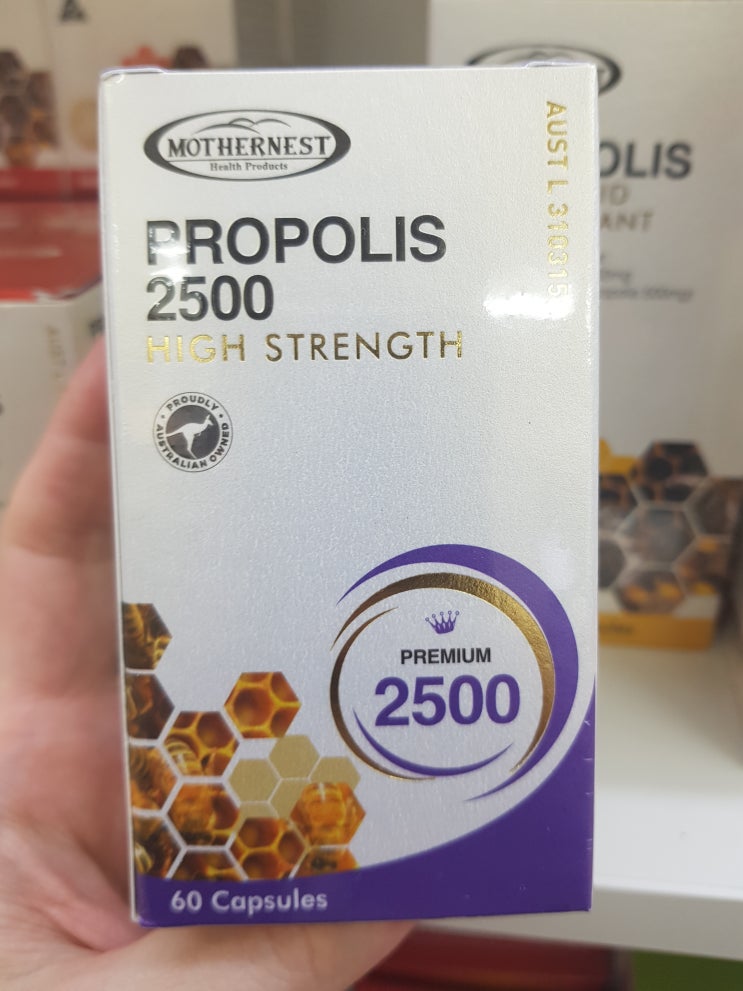 MOTHERNEST
Health Products
PROPOLIS
2500
HIGH STRENGTH
AUST L 310315
PROUDLY
AUSTRALIAN OWNED
PREMIUM
2500
60 Capsules